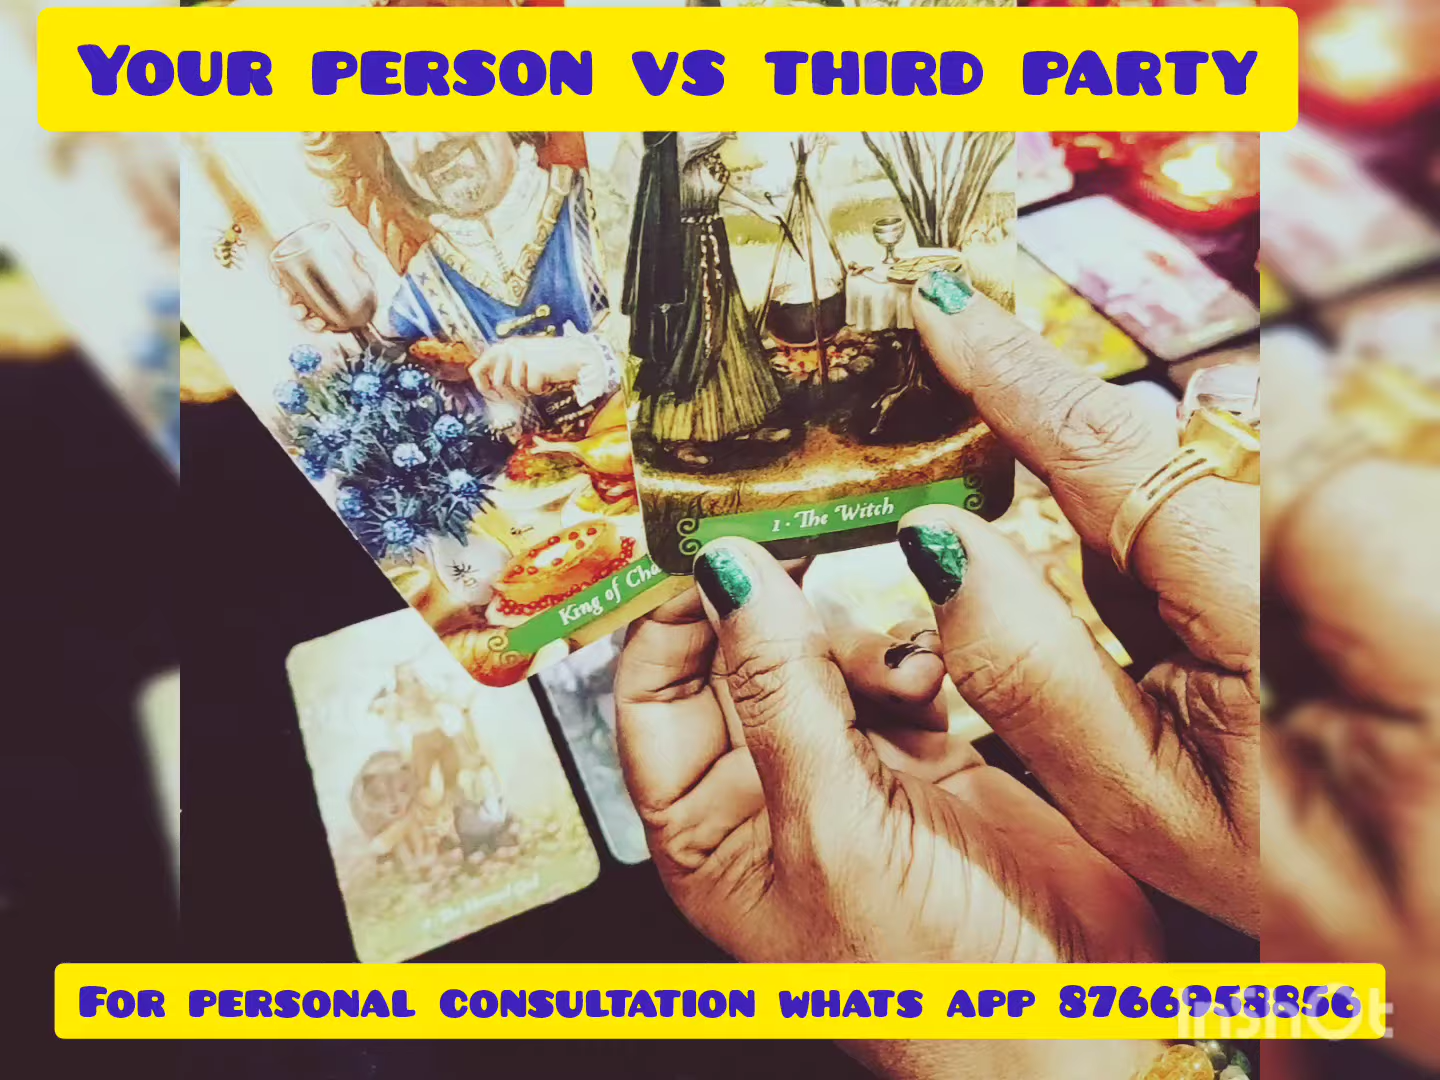 Your person vs third party
1 · The Witch
King of Cha
For personal consultation whats app 8766958856
inshot